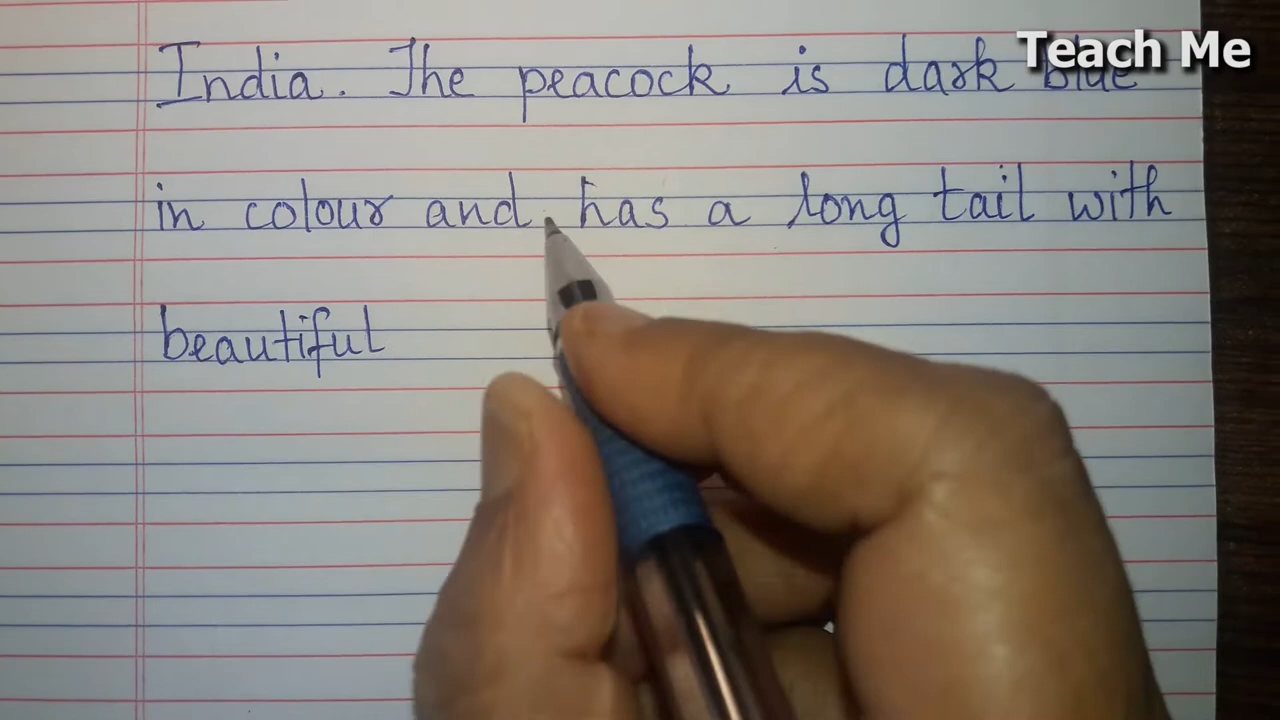 Teach Me
India. The peacock is dark blue
in colour and has a long tail with
beautiful